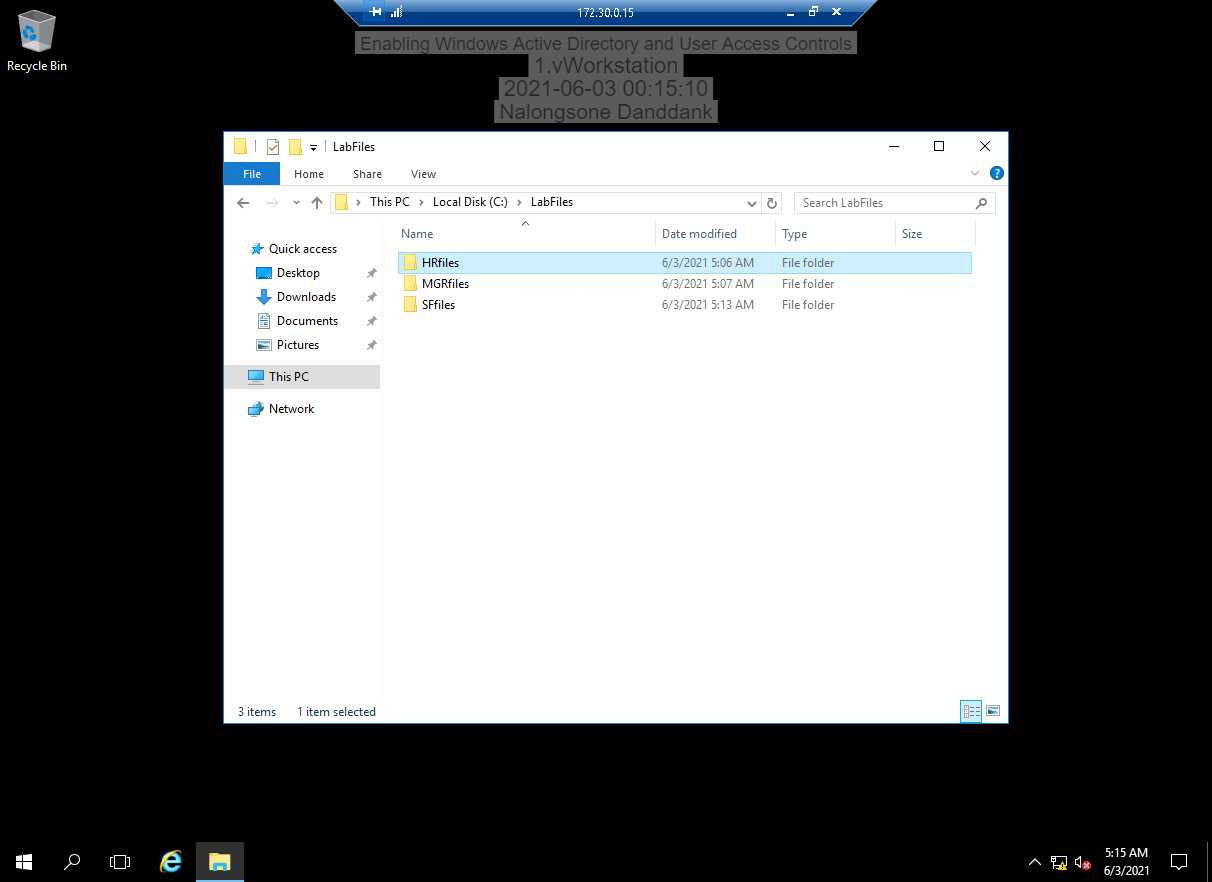 172.30.0.15
Recycle Bin
Enabling Windows Active Directory and User Access Controls
1.vWorkstation
2021-06-03 00:15:10
Nalongsone Danddank
LabFiles
File Home Share View
This PC Local Disk (C:) LabFiles
Search LabFiles
Name Date modified Type Size
Quick access
Desktop
Downloads
Documents
Pictures
This PC
Network
HRfiles 6/3/2021 5:06 AM File folder
MGRfiles 6/3/2021 5:07 AM File folder
SFfiles 6/3/2021 5:13 AM File folder
3 items 1 item selected
5:15 AM
6/3/2021